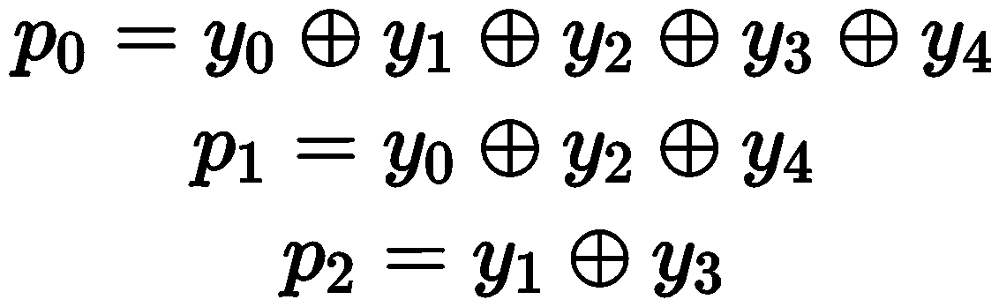 p₀ = y₀ ⊕ y₁ ⊕ y₂ ⊕ y₃ ⊕ y₄
p₁ = y₀ ⊕ y₂ ⊕ y₄
p₂ = y₁ ⊕ y₃